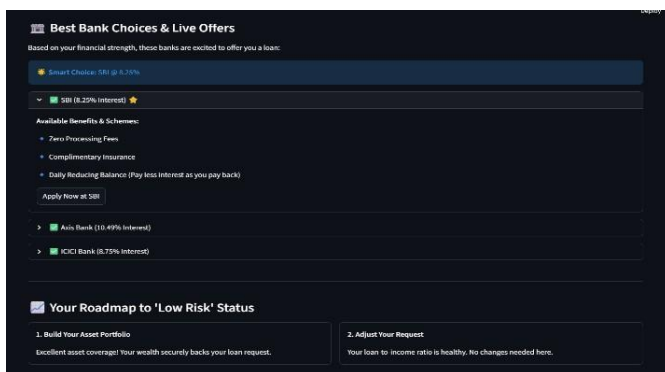 Deploy
Best Bank Choices & Live Offers
Based on your financial strength, these banks are excited to offer you a loan:
Smart Choice: SBI @ 8.25%
SBI (8.25% Interest)
Available Benefits & Schemes:
Zero Processing Fees
Complimentary Insurance
Daily Reducing Balance (Pay less interest as you pay back)
Apply Now at SBI
Axis Bank (10.49% Interest)
ICICI Bank (8.75% Interest)
Your Roadmap to 'Low Risk' Status
1. Build Your Asset Portfolio
Excellent asset coverage! Your wealth securely backs your loan request.
2. Adjust Your Request
Your loan to income ratio is healthy. No changes needed here.